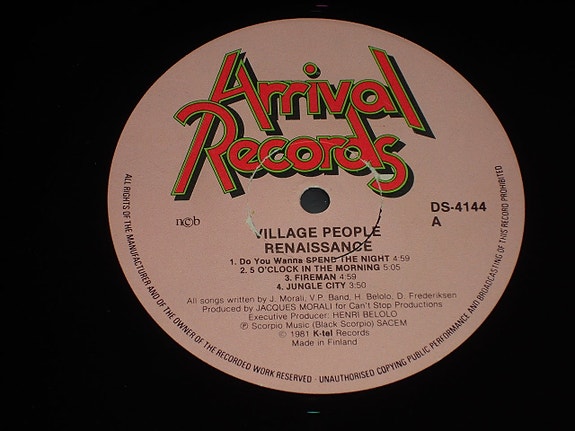 Arrival
Records
DS-4144
n©b
A
VILLAGE PEOPLE
RENAISSANCE
1. Do You Wanna SPEND THE NIGHT 4:59
2. 5 O'CLOCK IN THE MORNING 5:05
3. FIREMAN 4:59
4. JUNGLE CITY 3:50
All songs written by J. Morali, V.P. Band, H. Belolo, D. Frederiksen
Produced by JACQUES MORALI for Can't Stop Productions
Executive Producer: HENRI BELOLO
℗ Scorpio Music (Black Scorpio) SACEM
© 1981 K-tel Records
Made in Finland
ALL RIGHTS OF THE MANUFACTURER AND OF THE OWNER OF THE RECORDED WORK RESERVED · UNAUTHORISED COPYING PUBLIC PERFORMANCE AND BROADCASTING OF THIS RECORD PROHIBITED